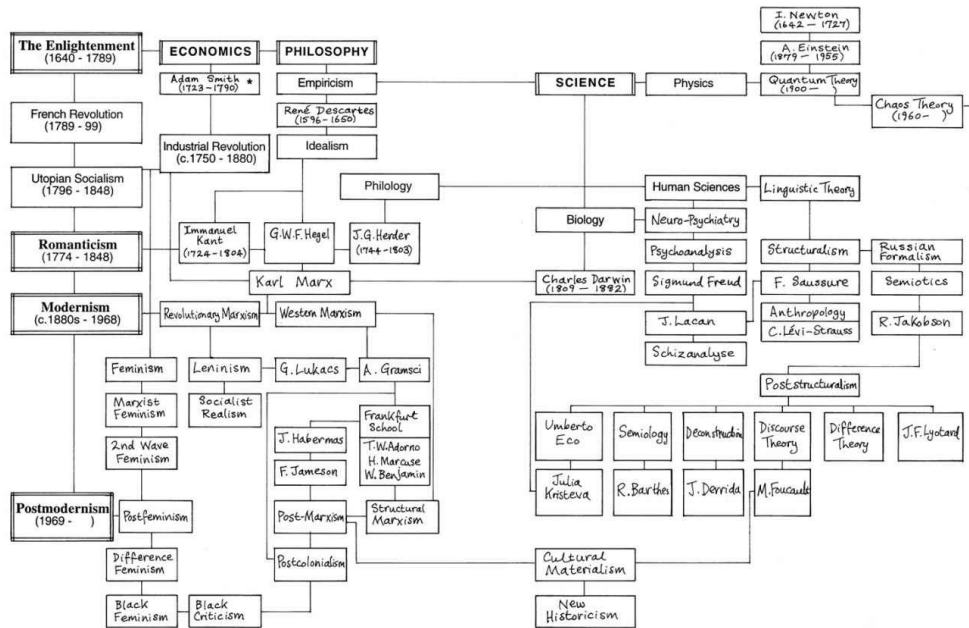 I. Newton
(1642 – 1727)
The Enlightenment
(1640 - 1789)
ECONOMICS
PHILOSOPHY
A. Einstein
(1879 – 1955)
Adam Smith *
(1723–1790)
Empiricism
SCIENCE
Physics
Quantum Theory
(1900– )
Chaos Theory
(1960– )
French Revolution
(1789 - 99)
René Descartes
(1596–1650)
Industrial Revolution
(c.1750 - 1880)
Idealism
Utopian Socialism
(1796 - 1848)
Philology
Human Sciences
Linguistic Theory
Biology
Neuro-Psychiatry
Romanticism
(1774 - 1848)
Immanuel
Kant
(1724–1804)
G.W.F. Hegel
J.G. Herder
(1744–1803)
Psychoanalysis
Structuralism
Russian
Formalism
Karl Marx
Charles Darwin
(1809 – 1882)
Sigmund Freud
F. Saussure
Semiotics
Modernism
(c.1880s - 1968)
Revolutionary Marxism
Western Marxism
J. Lacan
Anthropology
C. Lévi-Strauss
R. Jakobson
Schizanalyse
Feminism
Leninism
G. Lukacs
A. Gramsci
Poststructuralism
Marxist
Feminism
Socialist
Realism
Frankfurt
School
T.W. Adorno
H. Marcuse
W. Benjamin
J. Habermas
Umberto
Eco
Semiology
Deconstruction
Discourse
Theory
Difference
Theory
J.F. Lyotard
2nd Wave
Feminism
F. Jameson
Julia
Kristeva
R. Barthes
J. Derrida
M. Foucault
Postmodernism
(1969 - )
Postfeminism
Post-Marxism
Structural
Marxism
Difference
Feminism
Postcolonialism
Cultural
Materialism
Black
Feminism
Black
Criticism
New
Historicism